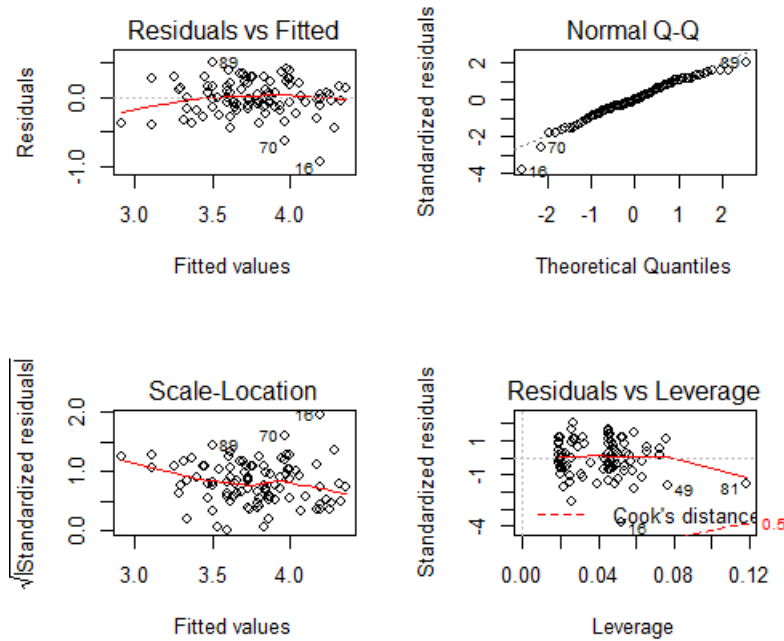 Residuals vs Fitted
Residuals
0.0
-1.0
89
70
16
3.0 3.5 4.0
Fitted values
Normal Q-Q
Standardized residuals
2
0
-2
-4
89
70
16
-2 -1 0 1 2
Theoretical Quantiles
Scale-Location
√|Standardized residuals|
2.0
1.0
0.0
16
70
89
3.0 3.5 4.0
Fitted values
Residuals vs Leverage
Standardized residuals
1
-1
-4
49
81
Cook's distance
16
0.5
0.00 0.04 0.08 0.12
Leverage